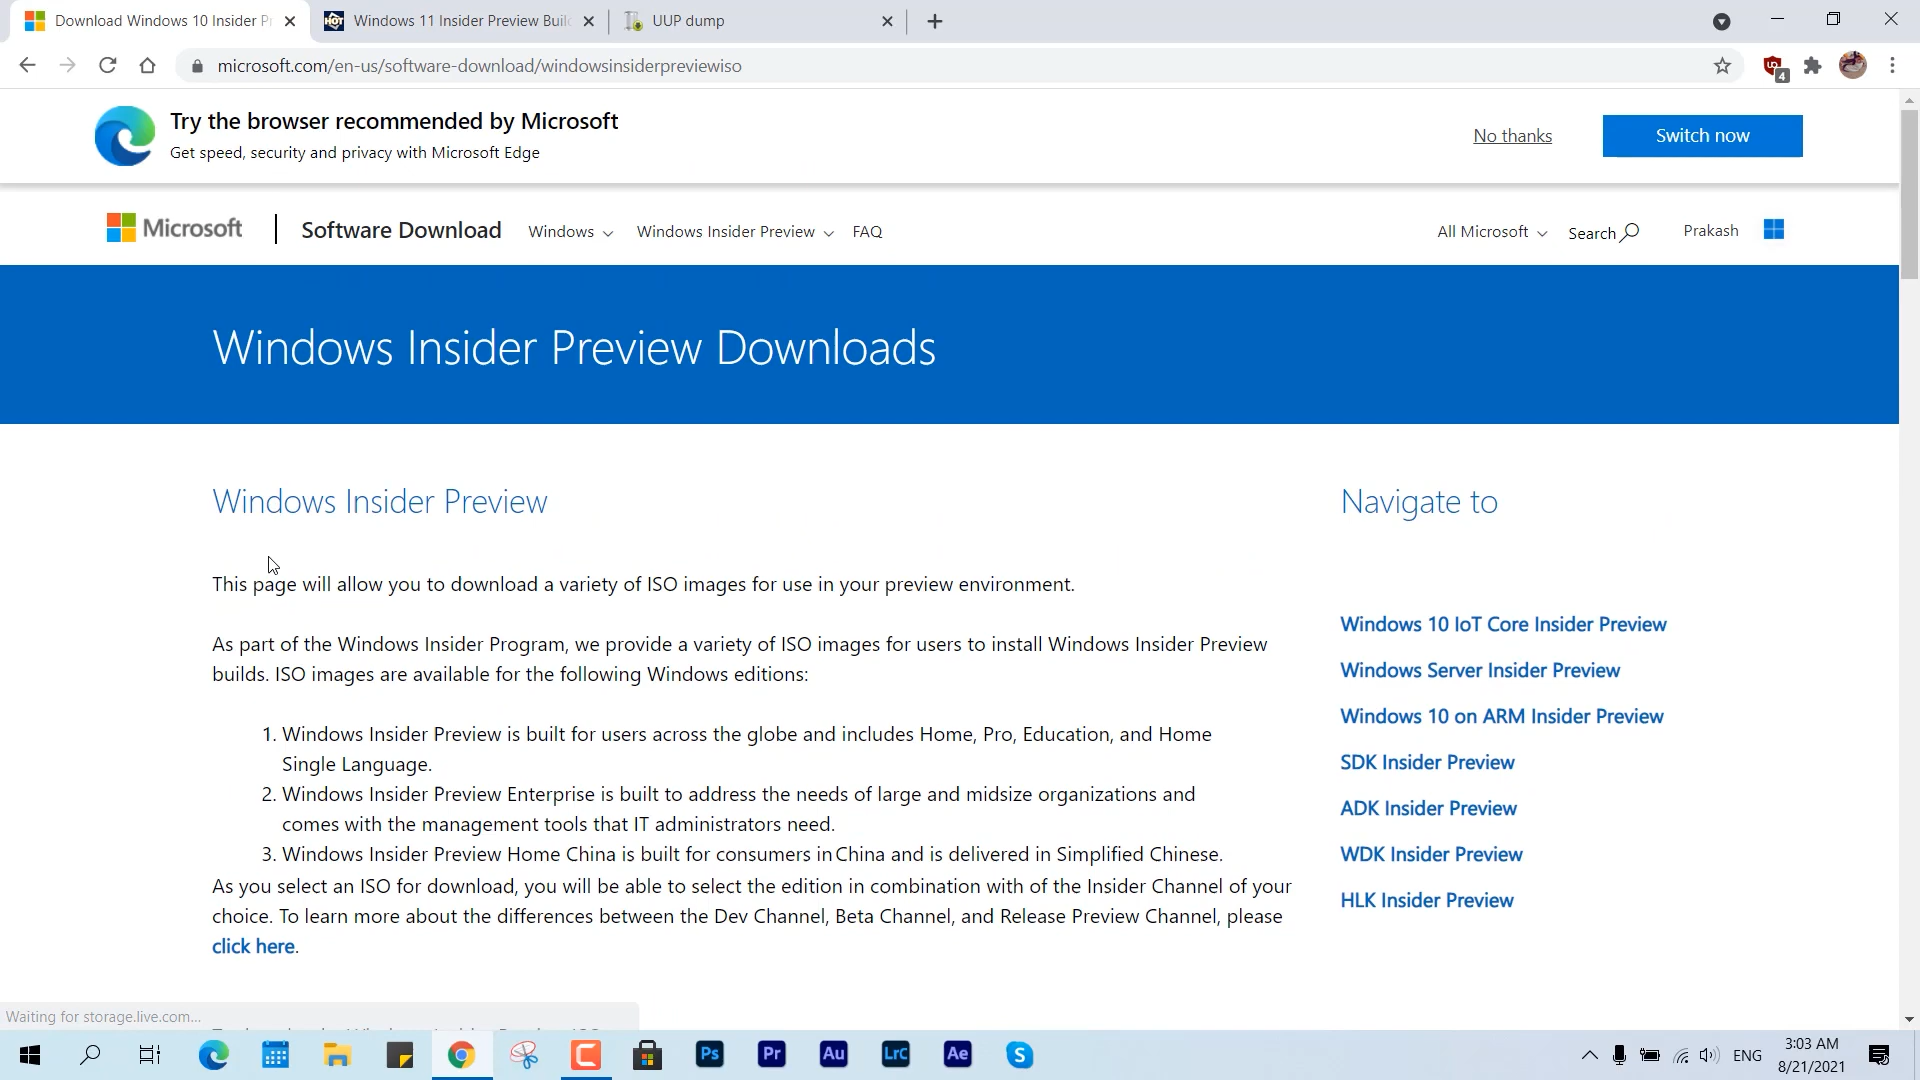 Download Windows 10 Insider Pr
Windows 11 Insider Preview Buil
UUP dump
microsoft.com/en-us/software-download/windowsinsiderpreviewiso
4
Try the browser recommended by Microsoft
Get speed, security and privacy with Microsoft Edge
No thanks
Switch now
Microsoft
Software Download
Windows
Windows Insider Preview
FAQ
All Microsoft
Search
Prakash
Windows Insider Preview Downloads
Windows Insider Preview
This page will allow you to download a variety of ISO images for use in your preview environment.
As part of the Windows Insider Program, we provide a variety of ISO images for users to install Windows Insider Preview
builds. ISO images are available for the following Windows editions:
1. Windows Insider Preview is built for users across the globe and includes Home, Pro, Education, and Home
Single Language.
2. Windows Insider Preview Enterprise is built to address the needs of large and midsize organizations and
comes with the management tools that IT administrators need.
3. Windows Insider Preview Home China is built for consumers in China and is delivered in Simplified Chinese.
As you select an ISO for download, you will be able to select the edition in combination with of the Insider Channel of your
choice. To learn more about the differences between the Dev Channel, Beta Channel, and Release Preview Channel, please
click here.
Navigate to
Windows 10 IoT Core Insider Preview
Windows Server Insider Preview
Windows 10 on ARM Insider Preview
SDK Insider Preview
ADK Insider Preview
WDK Insider Preview
HLK Insider Preview
Waiting for storage.live.com...
Ps
Pr
Au
LrC
Ae
S
ENG
3:03 AM
8/21/2021